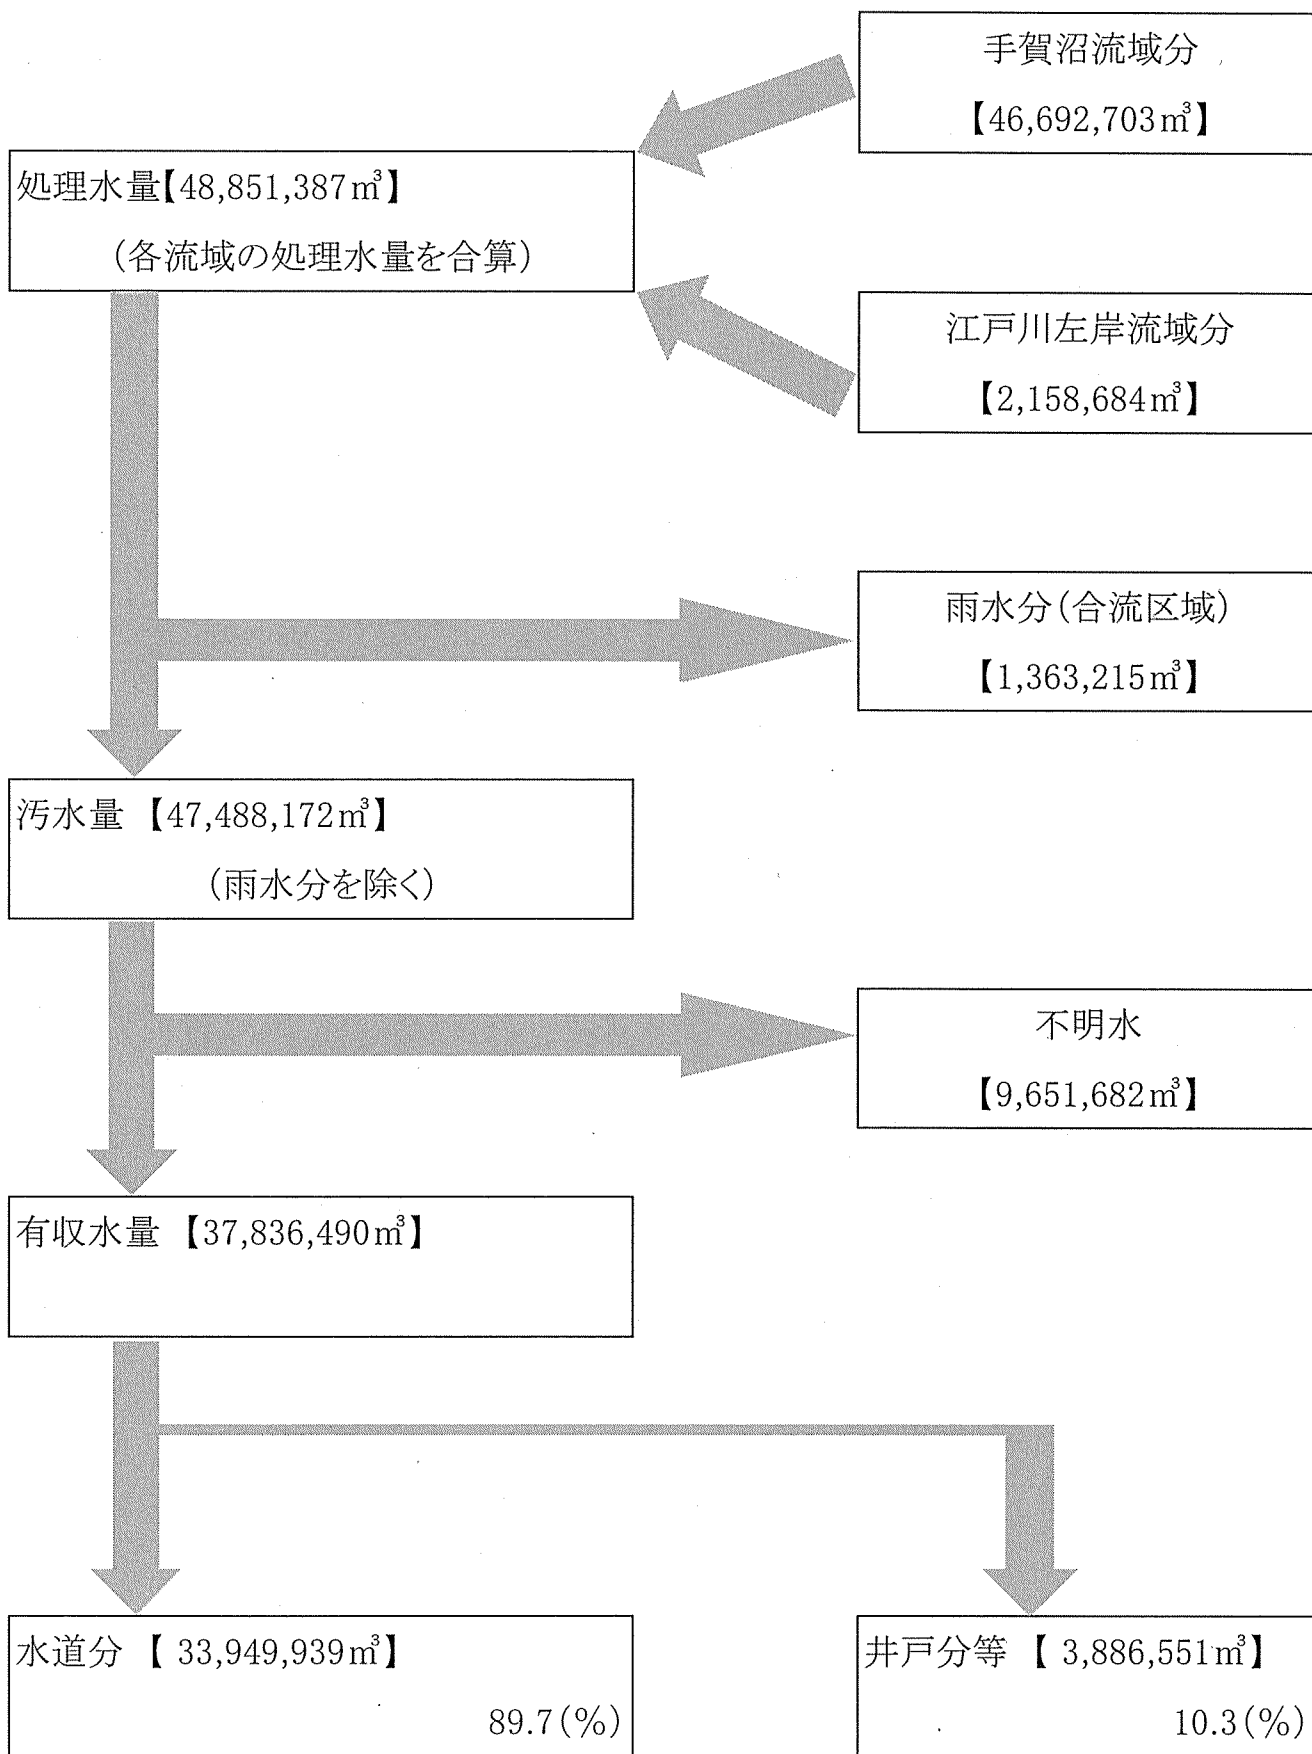 手賀沼流域分
【46,692,703㎥】
処理水量【48,851,387㎥】
(各流域の処理水量を合算)
江戸川左岸流域分
【2,158,684㎥】
雨水分(合流区域)
【1,363,215㎥】
汚水量 【47,488,172㎥】
(雨水分を除く)
不明水
【9,651,682㎥】
有収水量 【37,836,490㎥】
水道分 【 33,949,939㎥】
89.7(%)
井戸分等 【 3,886,551㎥】
10.3(%)